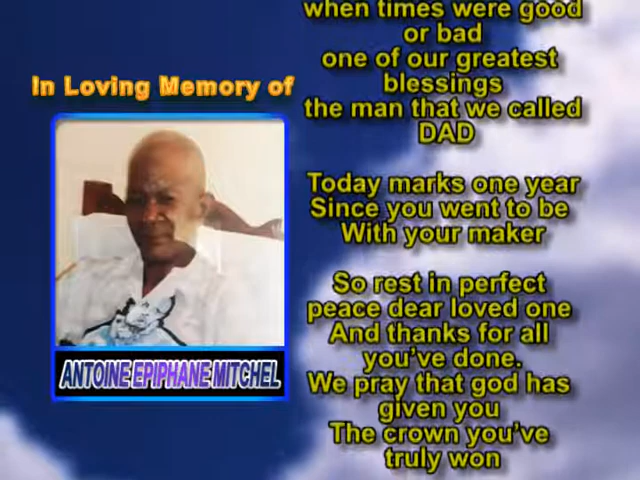 In Loving Memory of
ANTOINE EPIPHANE MITCHEL
when times were good
or bad
one of our greatest
blessings
the man that we called
DAD
Today marks one year
Since you went to be
With your maker
So rest in perfect
peace dear loved one
And thanks for all
you've done.
We pray that god has
given you
The crown you've
truly won